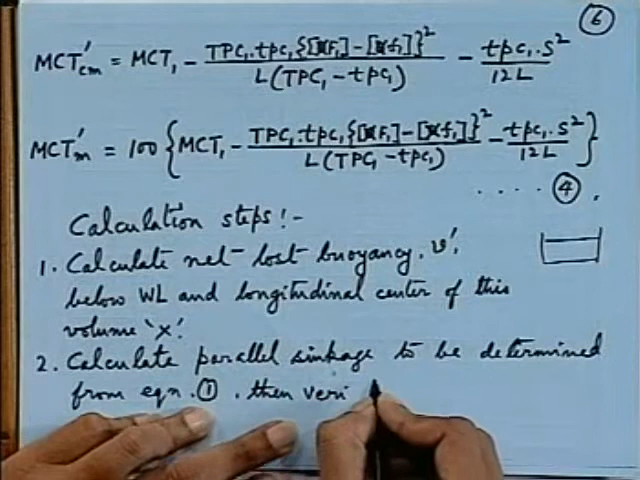 6
MCT'cm = MCT₁ - TPC₁.tpc₁{[xF₁]-[xf₁]}² / L(TPC₁-tpc₁) - tpc₁.s² / 12L
MCT'm = 100 {MCT₁ - TPC₁.tpc₁{[xF₁]-[xf₁]}² / L(TPC₁-tpc₁) - tpc₁.s² / 12L}
.... 4 .
Calculation steps :-
1. Calculate net lost buoyancy. v'.
below WL and longitudinal center of this
volume 'x'.
2. Calculate parallel sinkage to be determined
from eqn. 1 . then veri